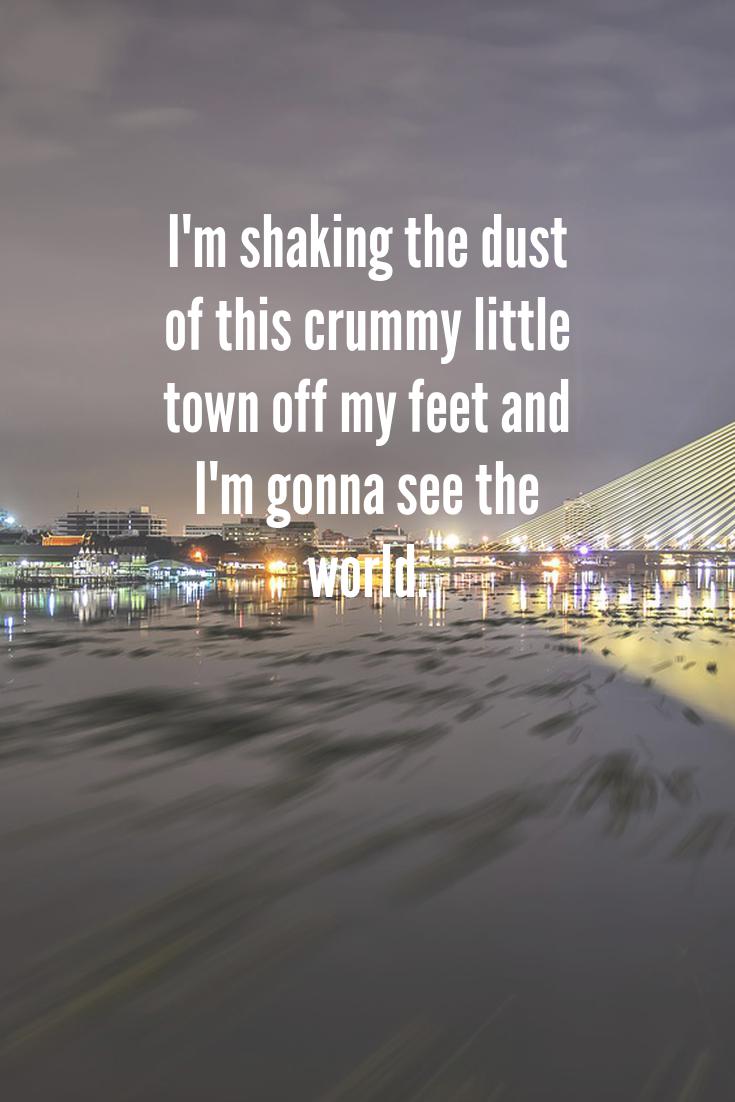 I'm shaking the dust
of this crummy little
town off my feet and
I'm gonna see the
world.